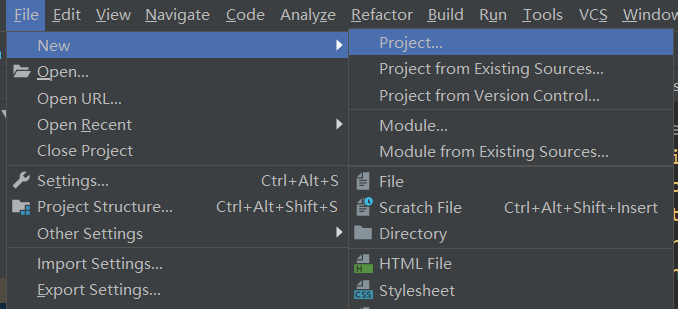 File Edit View Navigate Code Analyze Refactor Build Run Tools VCS Window
New
Open...
Open URL...
Open Recent
Close Project
Settings... Ctrl+Alt+S
Project Structure... Ctrl+Alt+Shift+S
Other Settings
Import Settings...
Export Settings...
Project...
Project from Existing Sources...
Project from Version Control...
Module...
Module from Existing Sources...
File
Scratch File Ctrl+Alt+Shift+Insert
Directory
H HTML File
CSS Stylesheet